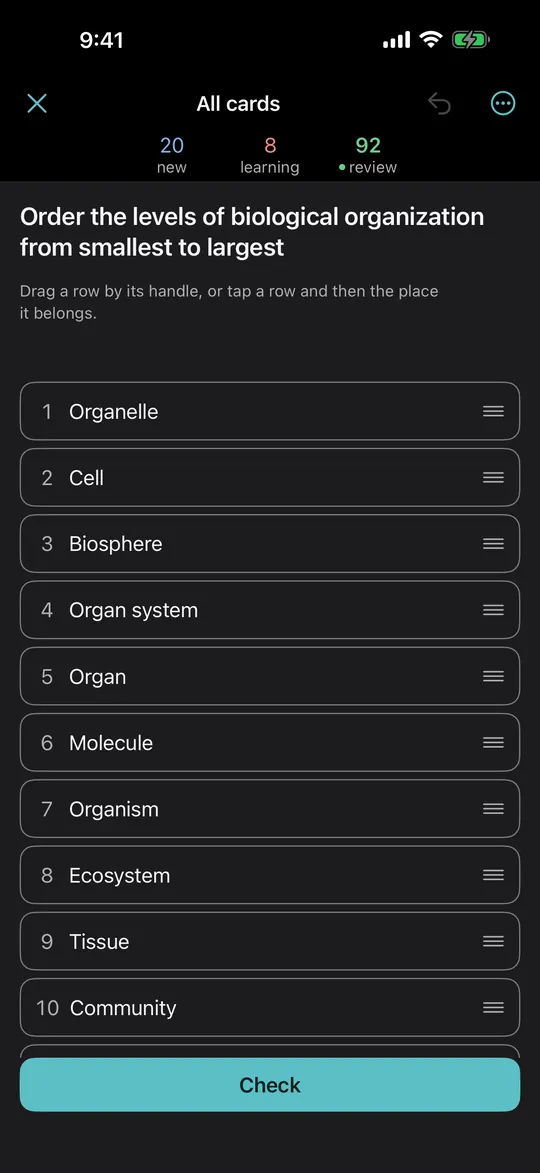 9:41
All cards
20 8 92
new learning review
Order the levels of biological organization
from smallest to largest
Drag a row by its handle, or tap a row and then the place
it belongs.
1 Organelle
2 Cell
3 Biosphere
4 Organ system
5 Organ
6 Molecule
7 Organism
8 Ecosystem
9 Tissue
10 Community
Check